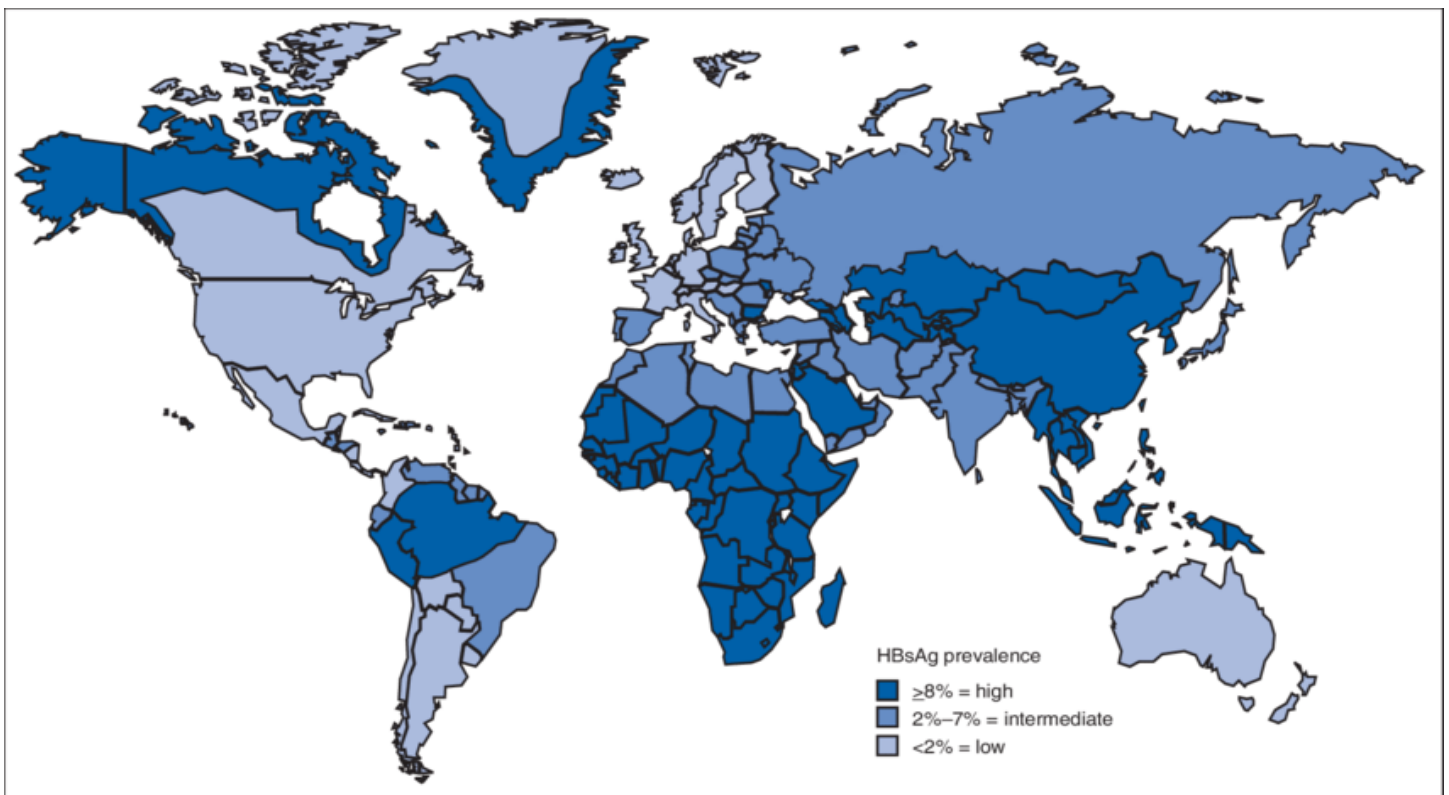 HBsAg prevalence
≥8% = high
2%–7% = intermediate
<2% = low